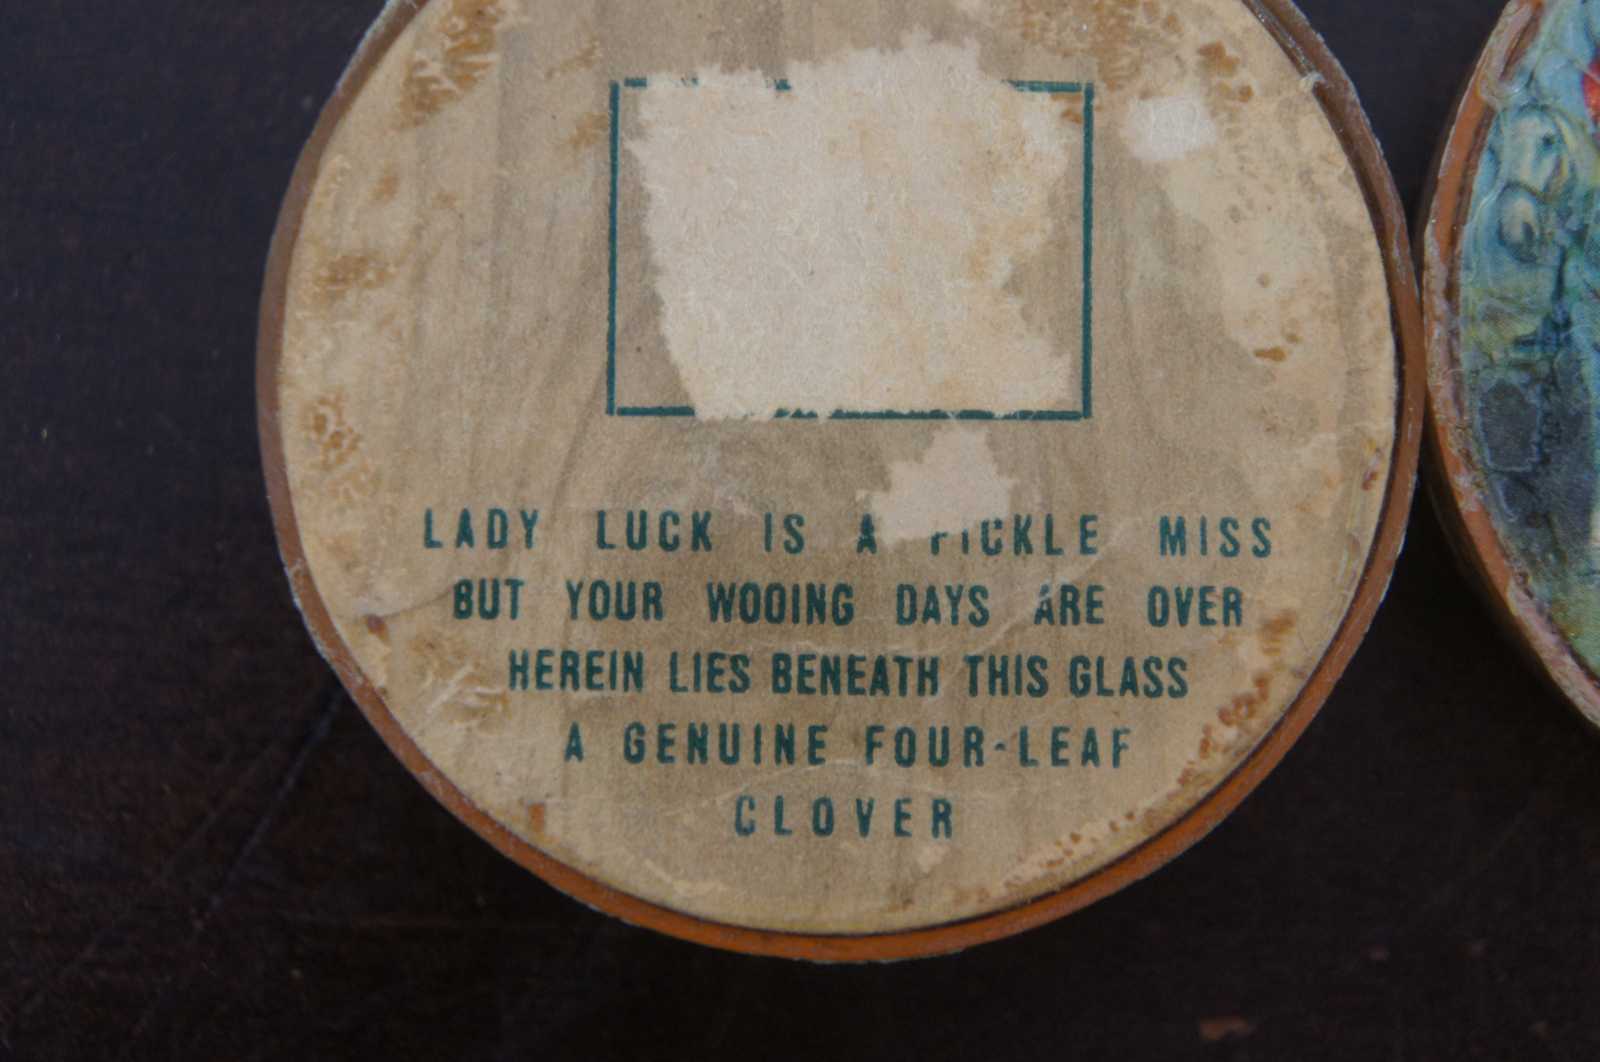 LADY LUCK IS A FICKLE MISS
BUT YOUR WOOING DAYS ARE OVER
HEREIN LIES BENEATH THIS GLASS
A GENUINE FOUR-LEAF
CLOVER